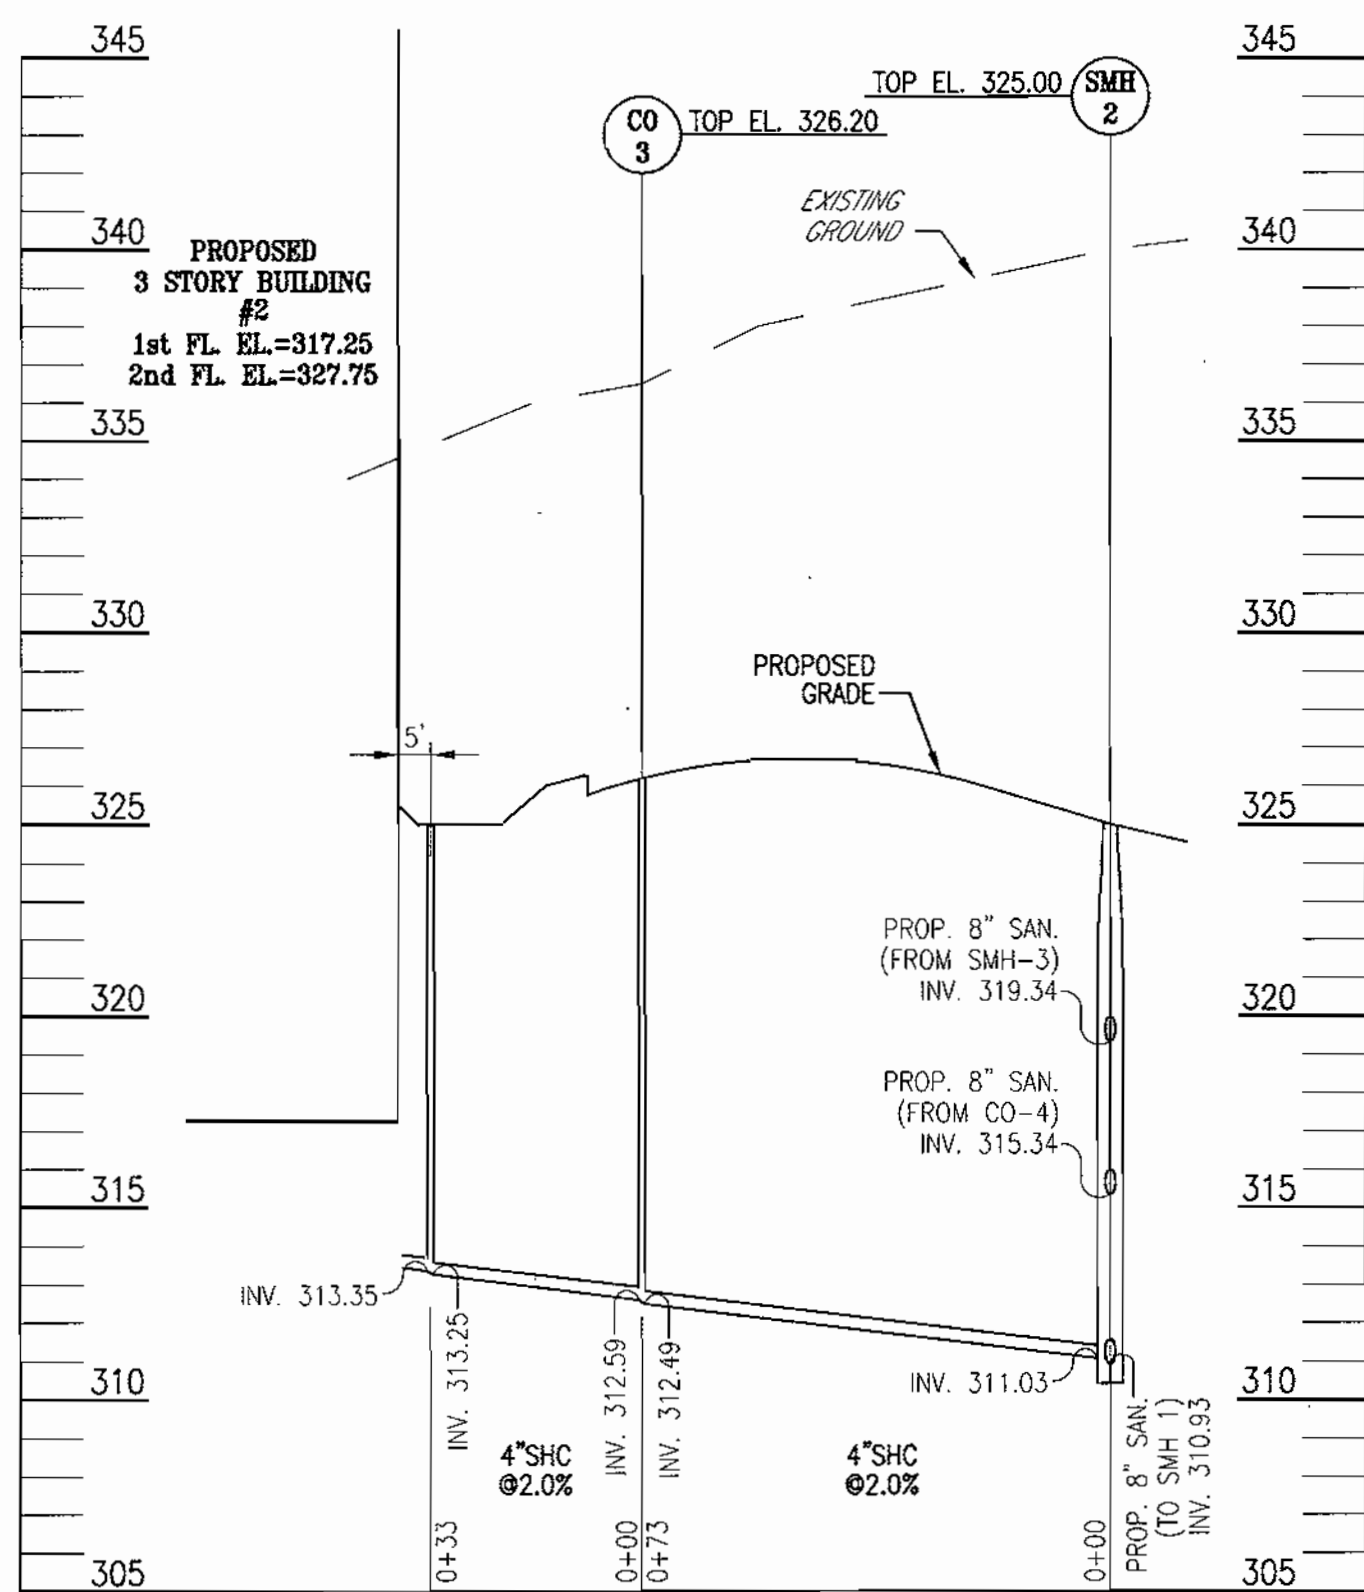 345
345
TOP EL. 325.00
SMH
2
CO
3
TOP EL. 326.20
EXISTING
GROUND
340
340
PROPOSED
3 STORY BUILDING
#2
1st FL. EL.=317.25
2nd FL. EL.=327.75
335
335
330
330
PROPOSED
GRADE
5'
325
325
PROP. 8" SAN.
(FROM SMH-3)
INV. 319.34
320
320
PROP. 8" SAN.
(FROM CO-4)
INV. 315.34
315
315
INV. 313.35
INV. 313.25
INV. 312.59
INV. 312.49
INV. 311.03
310
310
PROP. 8" SAN.
(TO SMH 1)
INV. 310.93
4"SHC
@2.0%
4"SHC
@2.0%
0+33
0+00
0+73
0+00
305
305